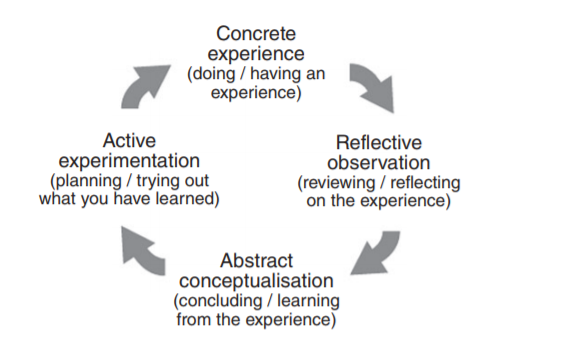 Concrete
experience
(doing / having an
experience)
Reflective
observation
(reviewing / reflecting
on the experience)
Abstract
conceptualisation
(concluding / learning
from the experience)
Active
experimentation
(planning / trying out
what you have learned)